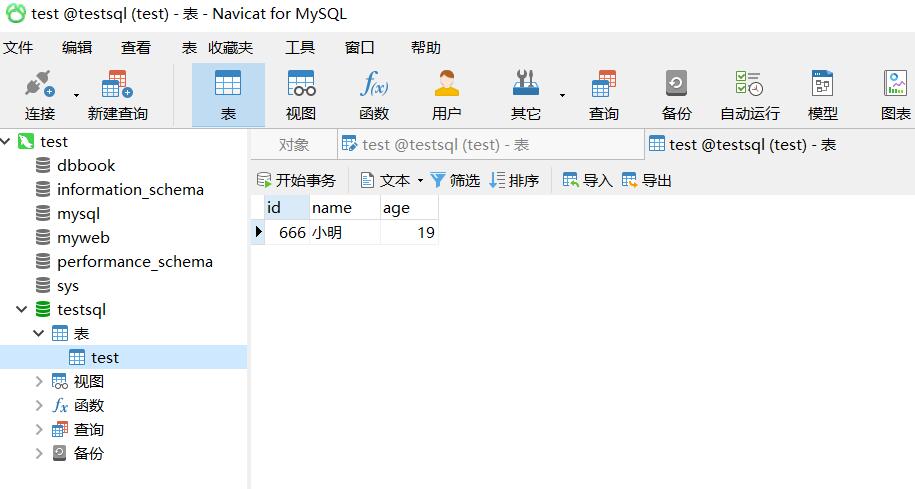 test @testsql (test) - 表 - Navicat for MySQL
文件 编辑 查看 表 收藏夹 工具 窗口 帮助
连接 新建查询 表 视图 函数 用户 其它 查询 备份 自动运行 模型 图表
test
dbbook
information_schema
mysql
myweb
performance_schema
sys
testsql
表
test
视图
函数
查询
备份
对象 test @testsql (test) - 表 test @testsql (test) - 表
开始事务 文本 筛选 排序 导入 导出
id name age
666 小明 19